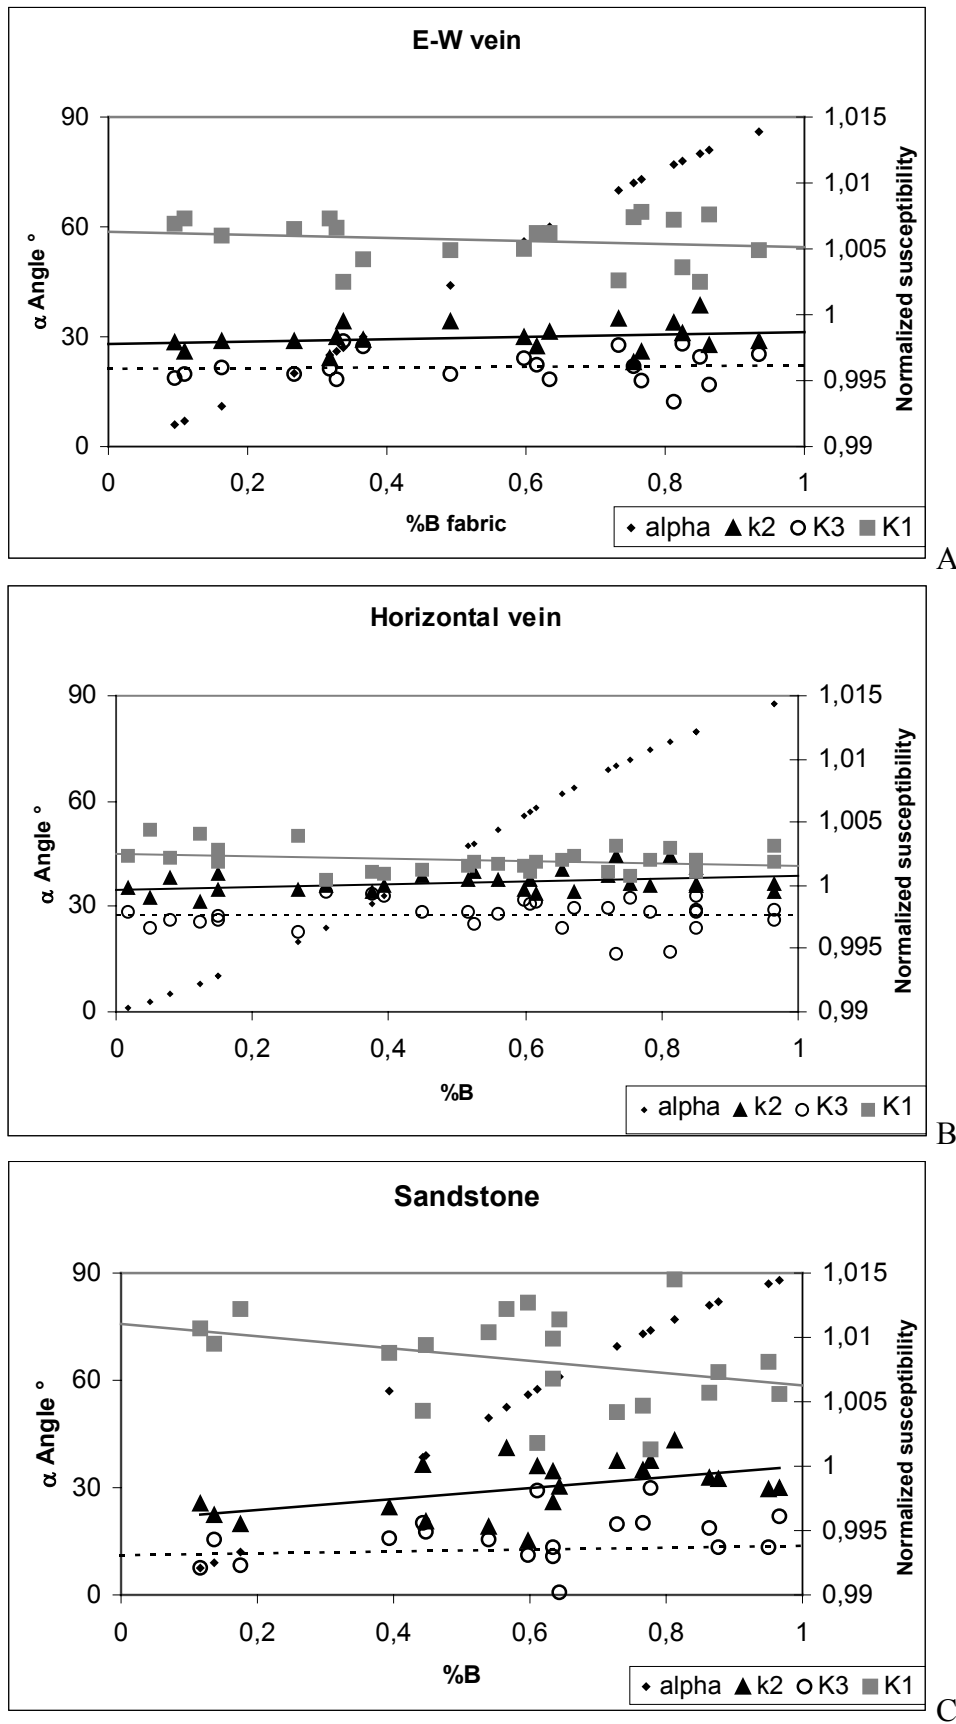 E-W vein
90
60
30
0
α Angle °
1,015
1,01
1,005
1
0,995
0,99
Normalized susceptibility
0 0,2 0,4 0,6 0,8 1
%B fabric
alpha k2 K3 K1
A
Horizontal vein
90
60
30
0
α Angle °
1,015
1,01
1,005
1
0,995
0,99
Normalized susceptibility
0 0,2 0,4 0,6 0,8 1
%B
alpha k2 K3 K1
B
Sandstone
90
60
30
0
α Angle °
1,015
1,01
1,005
1
0,995
0,99
Normalized susceptibility
0 0,2 0,4 0,6 0,8 1
%B
alpha k2 K3 K1
C